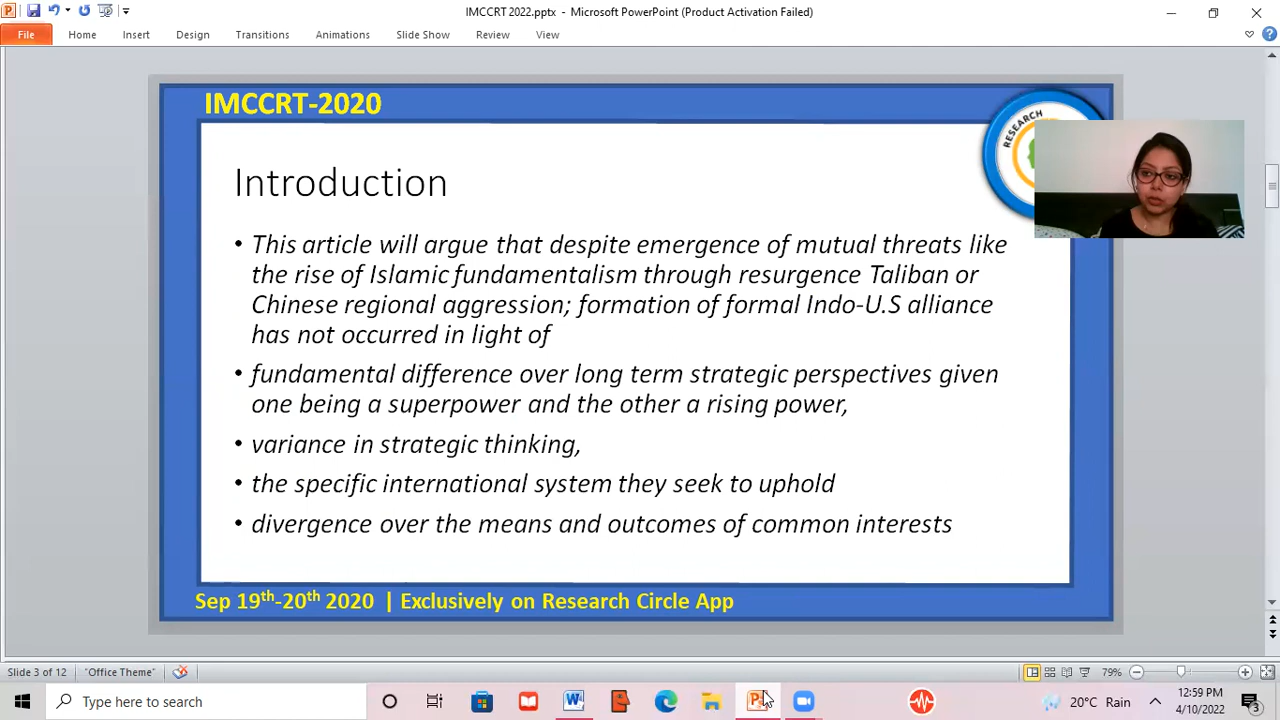 IMCCRT 2022.pptx - Microsoft PowerPoint (Product Activation Failed)
File Home Insert Design Transitions Animations Slide Show Review View
IMCCRT-2020
RESEARCH
Introduction
• This article will argue that despite emergence of mutual threats like
the rise of Islamic fundamentalism through resurgence Taliban or
Chinese regional aggression; formation of formal Indo-U.S alliance
has not occurred in light of
• fundamental difference over long term strategic perspectives given
one being a superpower and the other a rising power,
• variance in strategic thinking,
• the specific international system they seek to uphold
• divergence over the means and outcomes of common interests
Sep 19th-20th 2020 | Exclusively on Research Circle App
Slide 3 of 12 "Office Theme" 79%
Type here to search 20°C Rain 12:59 PM
4/10/2022 3